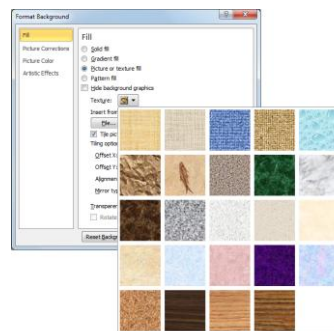 Format Background
Fill
Picture Corrections
Picture Color
Artistic Effects
Fill
Solid fill
Gradient fill
Picture or texture fill
Pattern fill
Hide background graphics
Texture:
Insert from
File...
Tile pic
Tiling option
Offset X:
Offset Y:
Alignmen
Mirror typ
Transparen
Rotate
Reset Backgr